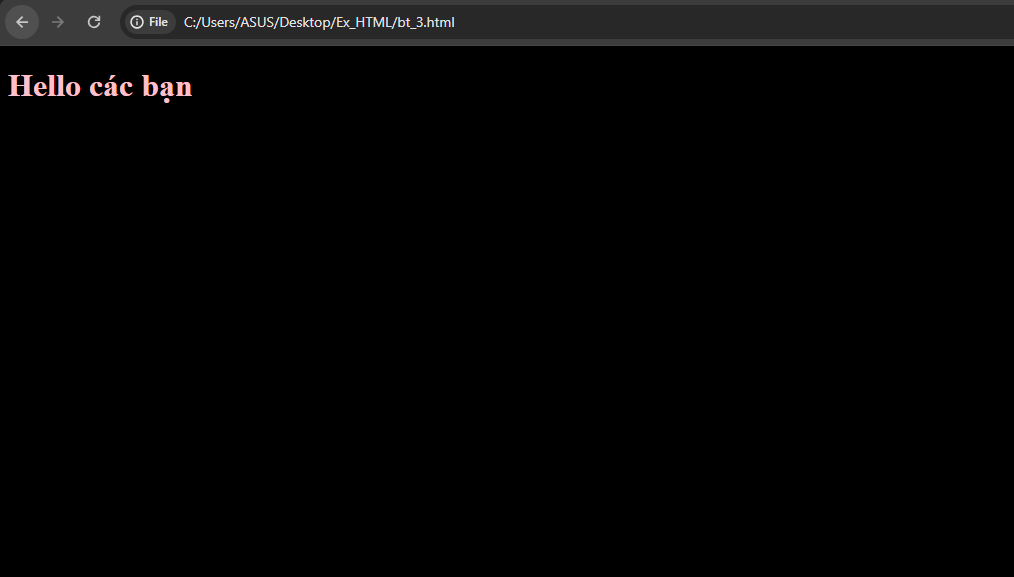 File C:/Users/ASUS/Desktop/Ex_HTML/bt_3.html
Hello các bạn